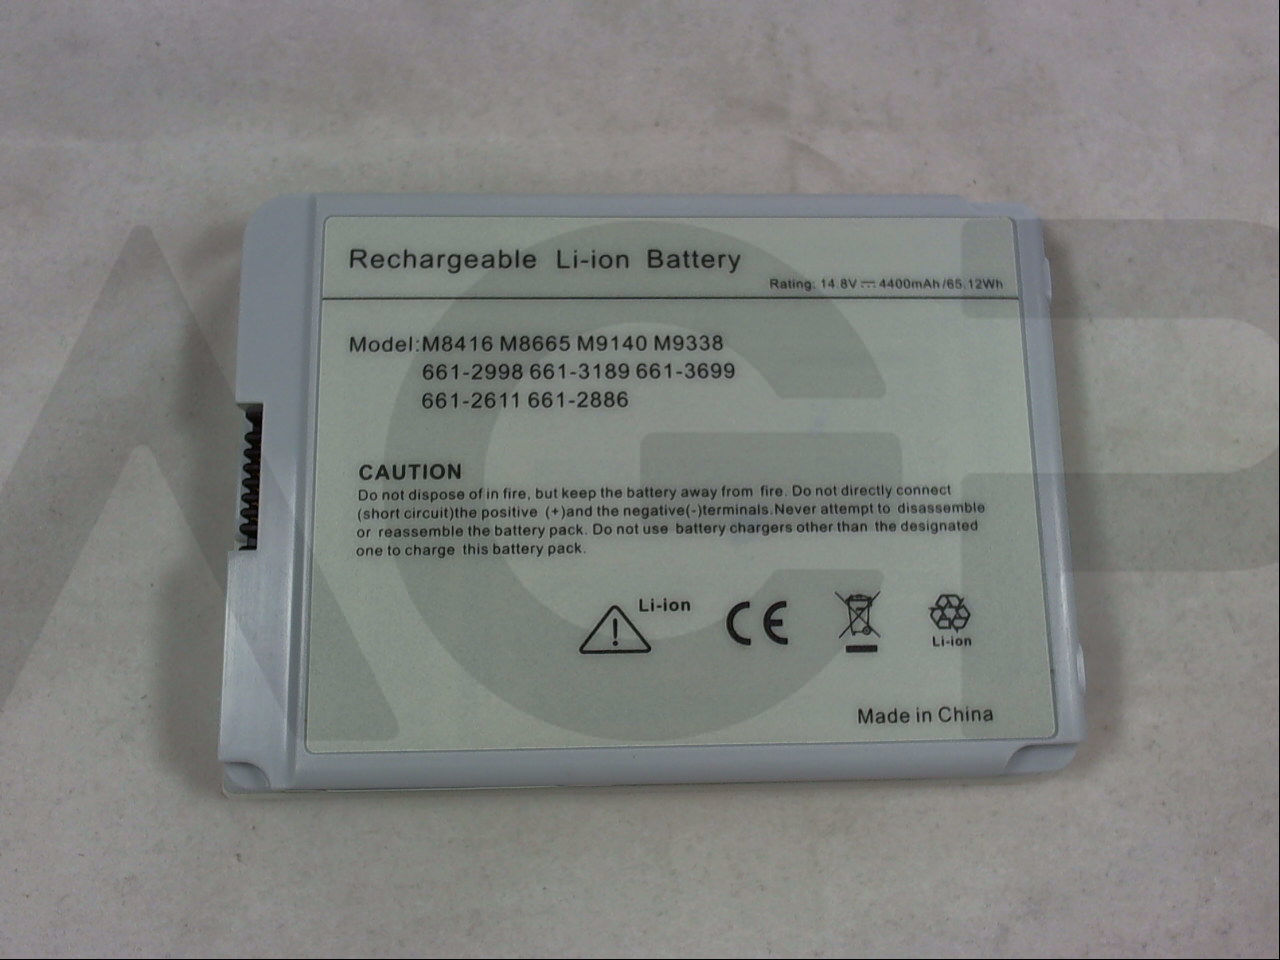 Rechargeable Li-ion Battery
Rating: 14.8V 4400mAh/65.12Wh
Model:M8416 M8665 M9140 M9338
661-2998 661-3189 661-3699
661-2611 661-2886
CAUTION
Do not dispose of in fire, but keep the battery away from fire. Do not directly connect
(short circuit)the positive (+)and the negative(-)terminals.Never attempt to disassemble
or reassemble the battery pack. Do not use battery chargers other than the designated
one to charge this battery pack.
Li-ion
CE
Li-ion
Made in China
AGP